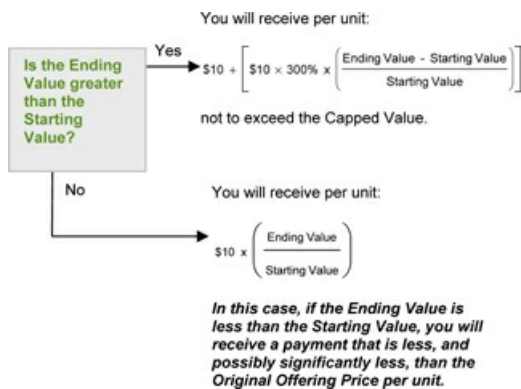 You will receive per unit:
Is the Ending
Value greater
than the
Starting
Value?
Yes
$10 + [ $10 × 300% x ( Ending Value - Starting Value
Starting Value ) ]
not to exceed the Capped Value.
No
You will receive per unit:
$10 x ( Ending Value
Starting Value )
In this case, if the Ending Value is
less than the Starting Value, you will
receive a payment that is less, and
possibly significantly less, than the
Original Offering Price per unit.